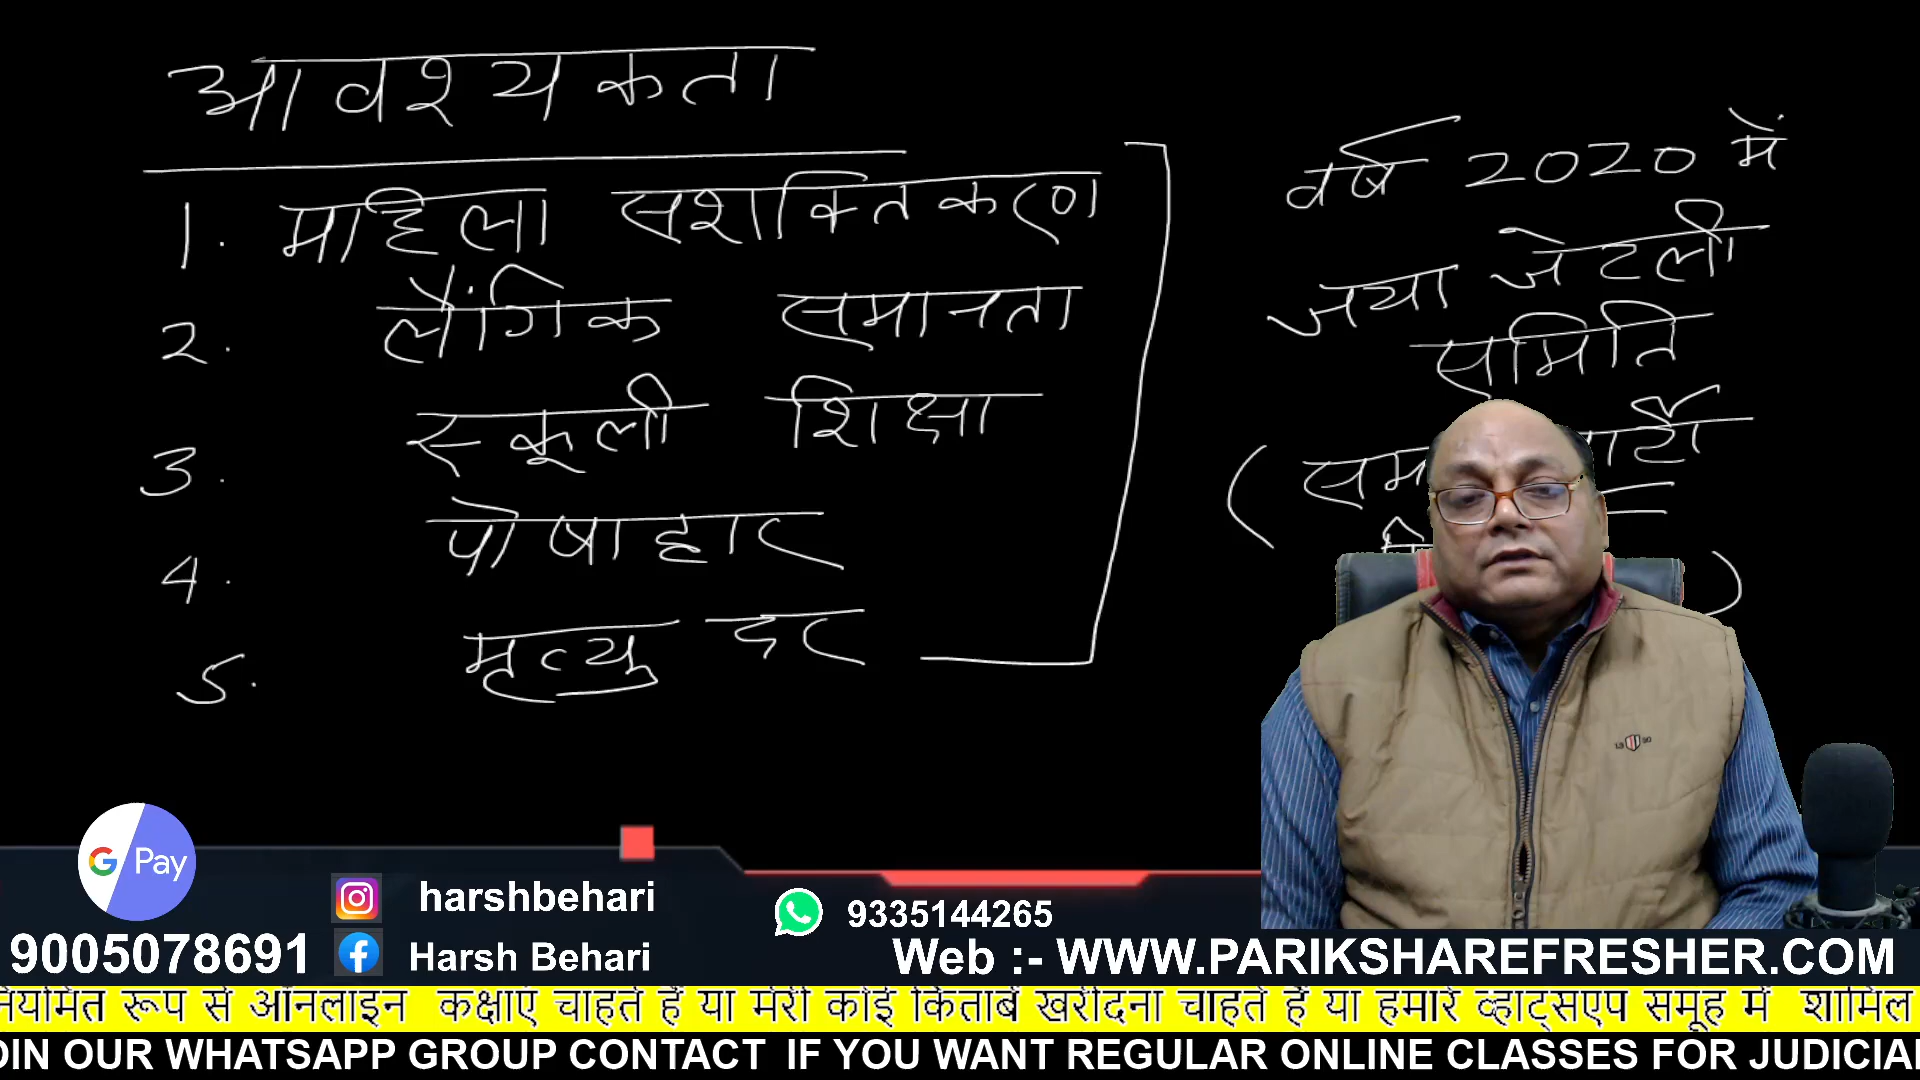 आवश्यकता
1. महिला सशक्तिकरण
2. लैंगिक समानता
3. स्कूली शिक्षा
4. पोषाहार
5. मृत्यु दर
वर्ष 2020 में
जया जेटली
समिति
G Pay
9005078691
harshbehari
Harsh Behari
9335144265
Web :- WWW.PARIKSHAREFRESHER.COM
नियमित रूप से ऑनलाइन कक्षाएं चाहते हैं या मेरी कोई किताबें खरीदना चाहते हैं या हमारे व्हाट्सएप समूह में शामिल
OIN OUR WHATSAPP GROUP CONTACT IF YOU WANT REGULAR ONLINE CLASSES FOR JUDICIAL